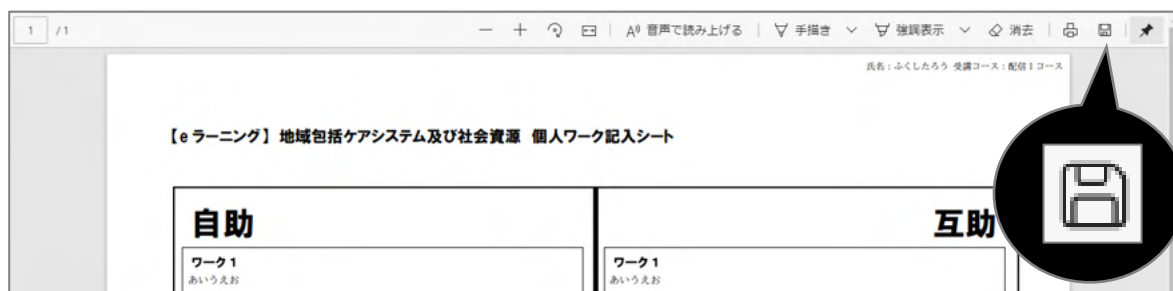 1 /1 A 音声で読み上げる 手描き 強調表示 消去
氏名:ふくしたろう 受講コース:配信1コース
【eラーニング】地域包括ケアシステム及び社会資源 個人ワーク記入シート
自助 互助
ワーク1 ワーク1
あいうえお あいうえお